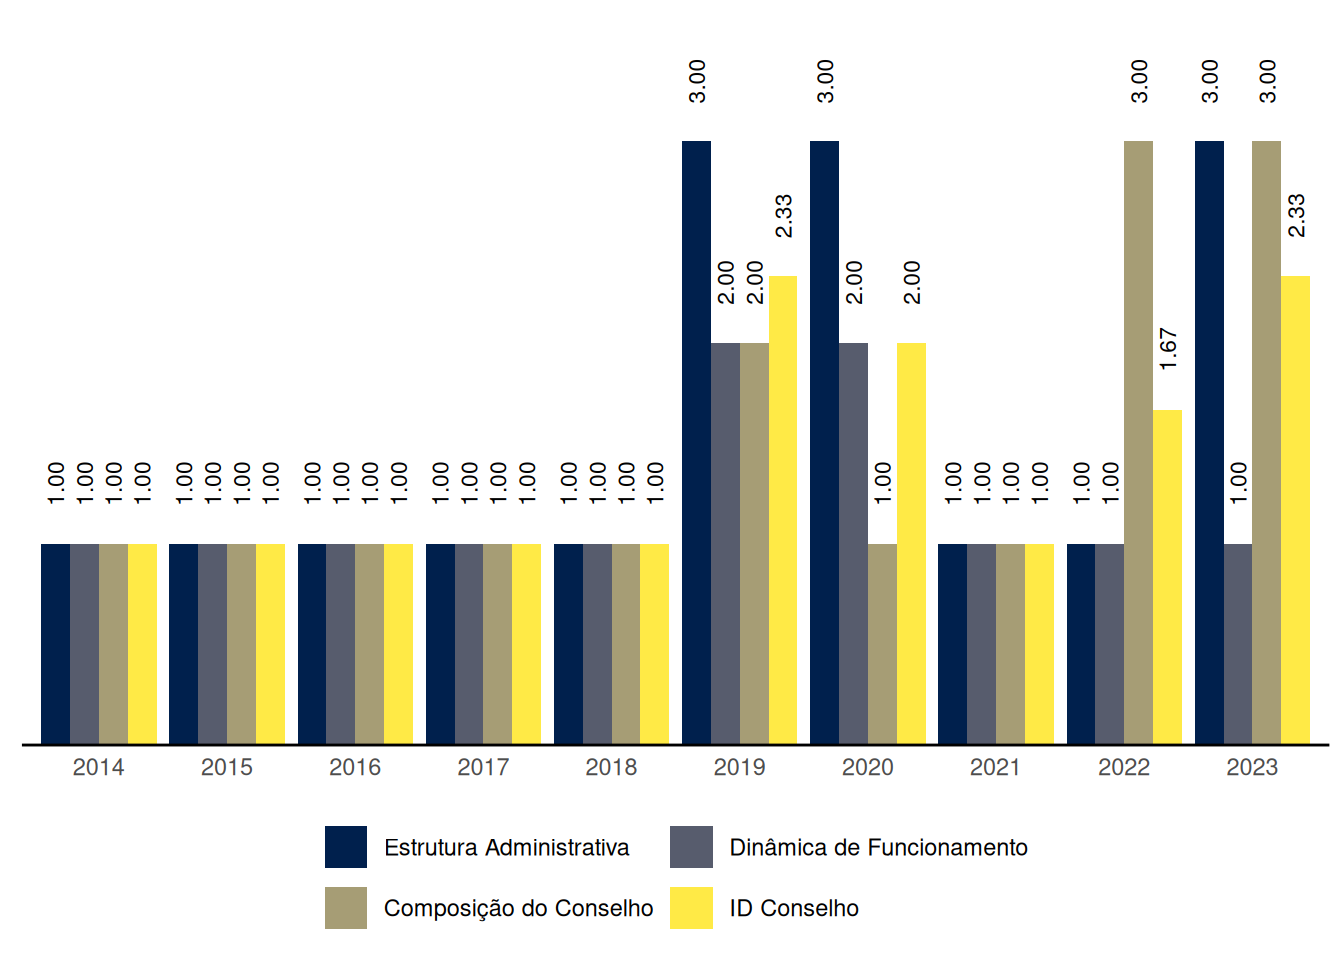 3.00 3.00 3.00 3.00 3.00
2.33 2.33
2.00 2.00 2.00 2.00
1.67
1.00 1.00 1.00 1.00 1.00 1.00 1.00 1.00 1.00 1.00 1.00 1.00 1.00 1.00 1.00 1.00 1.00 1.00 1.00 1.00 1.00 1.00 1.00 1.00 1.00 1.00 1.00 1.00
2014 2015 2016 2017 2018 2019 2020 2021 2022 2023
Estrutura Administrativa Dinâmica de Funcionamento
Composição do Conselho ID Conselho